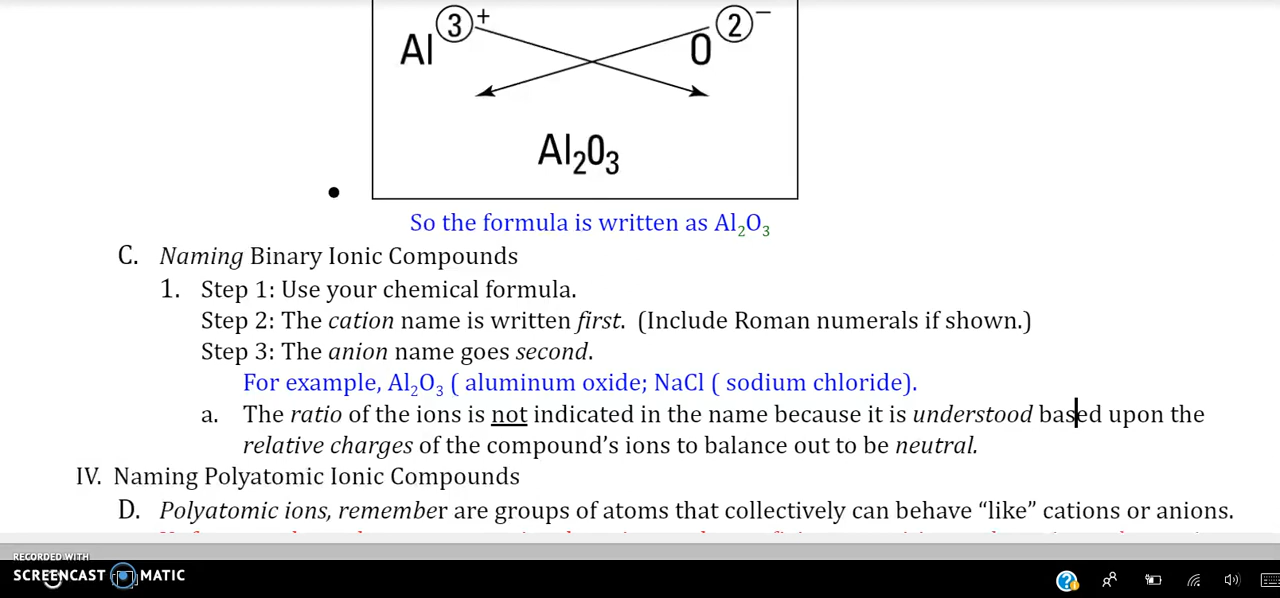 Al³⁺ O²⁻
Al₂O₃
So the formula is written as Al₂O₃
C. Naming Binary Ionic Compounds
1. Step 1: Use your chemical formula.
Step 2: The cation name is written first. (Include Roman numerals if shown.)
Step 3: The anion name goes second.
For example, Al₂O₃ ( aluminum oxide; NaCl ( sodium chloride).
a. The ratio of the ions is not indicated in the name because it is understood based upon the
relative charges of the compound's ions to balance out to be neutral.
IV. Naming Polyatomic Ionic Compounds
D. Polyatomic ions, remember are groups of atoms that collectively can behave “like” cations or anions.
RECORDED WITH
SCREENCAST MATIC